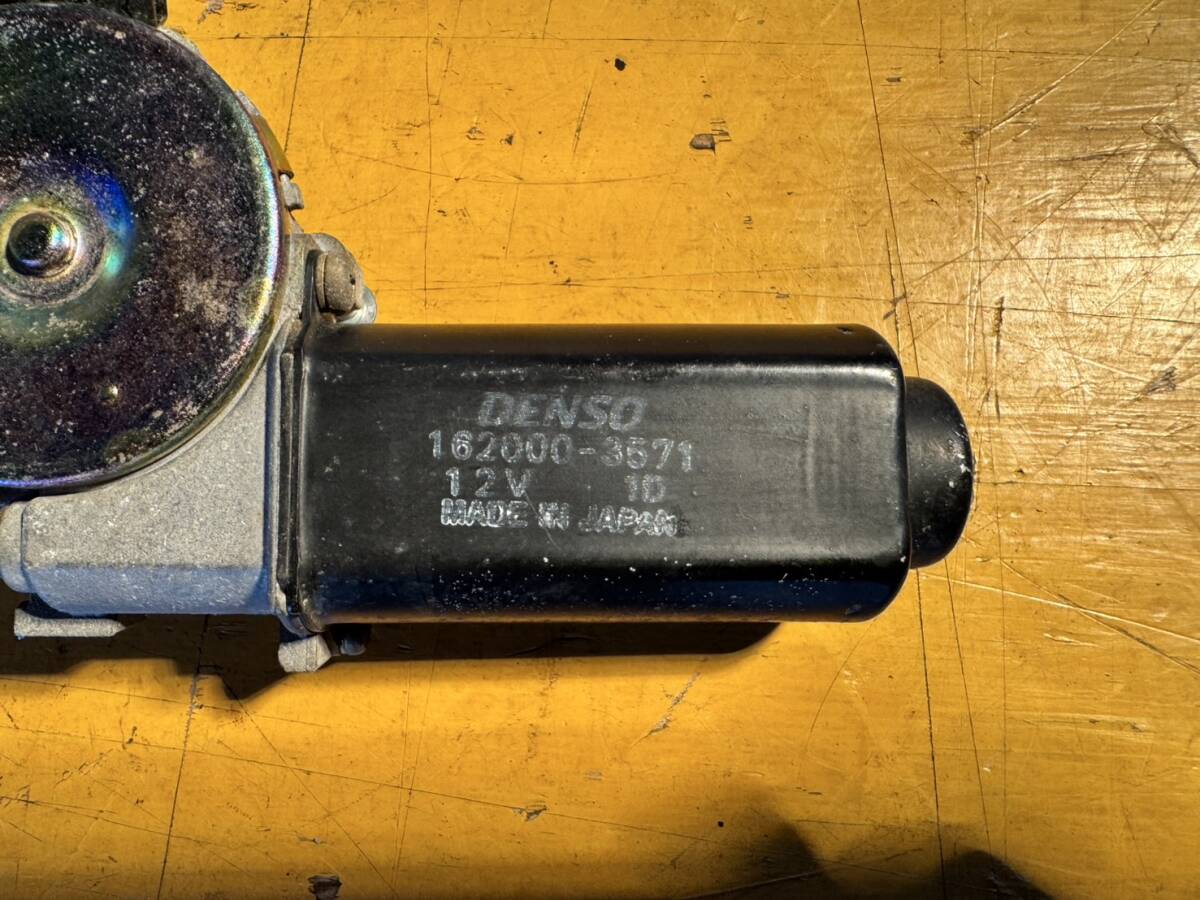 DENSO
162000-3571
12V 1D
MADE IN JAPAN